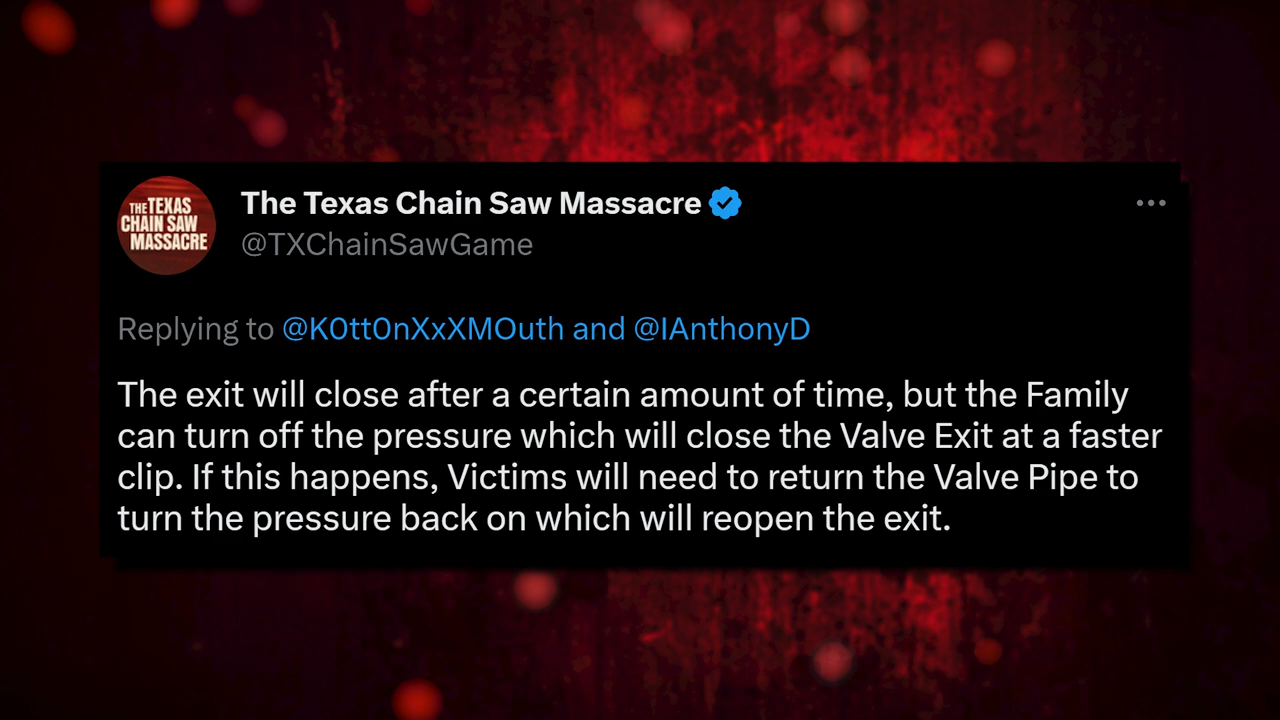 THE TEXAS
CHAIN SAW
MASSACRE
The Texas Chain Saw Massacre
@TXChainSawGame
Replying to @K0tt0nXxXMOuth and @IAnthonyD
The exit will close after a certain amount of time, but the Family
can turn off the pressure which will close the Valve Exit at a faster
clip. If this happens, Victims will need to return the Valve Pipe to
turn the pressure back on which will reopen the exit.